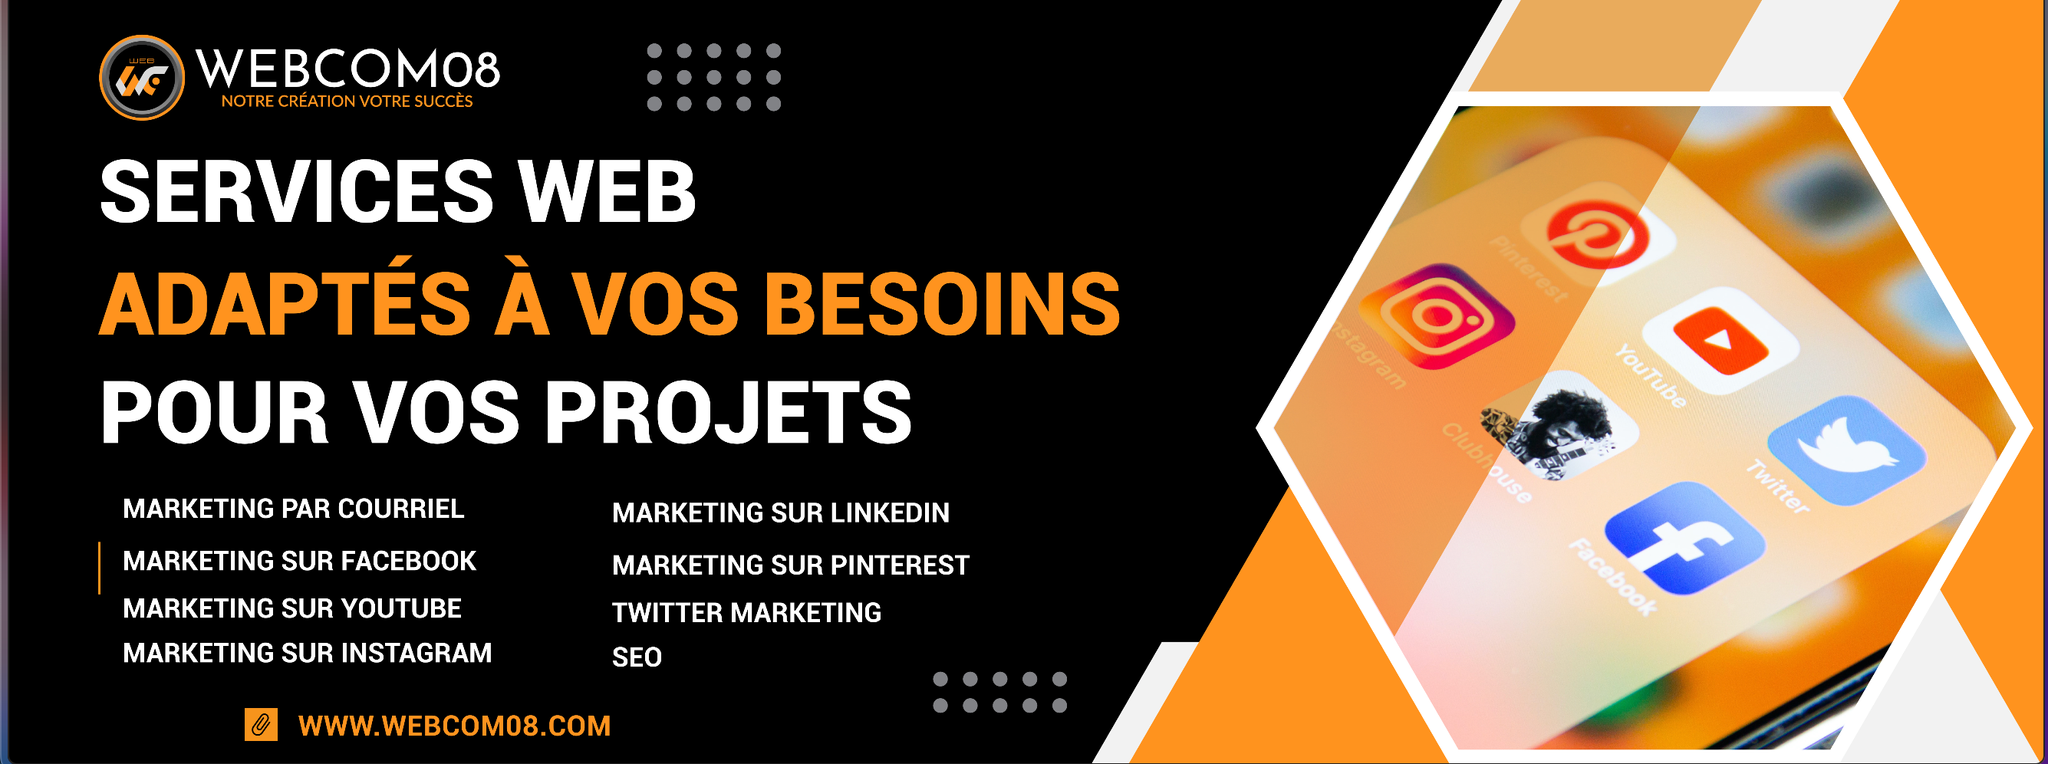 WEB
WEBCOM08
NOTRE CRÉATION VOTRE SUCCÈS
SERVICES WEB
ADAPTÉS À VOS BESOINS
POUR VOS PROJETS
MARKETING PAR COURRIEL
MARKETING SUR FACEBOOK
MARKETING SUR YOUTUBE
MARKETING SUR INSTAGRAM
MARKETING SUR LINKEDIN
MARKETING SUR PINTEREST
TWITTER MARKETING
SEO
WWW.WEBCOM08.COM
Pinterest
Instagram
YouTube
Clubhouse
Twitter
Facebook